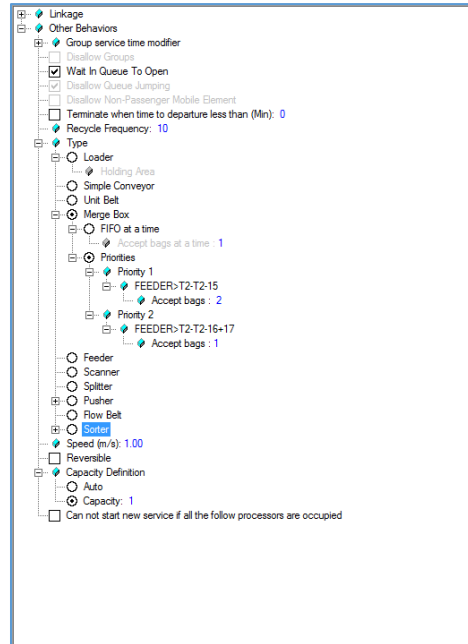 Linkage
Other Behaviors
Group service time modifier
Disallow Groups
Wait In Queue To Open
Disallow Queue Jumping
Disallow Non-Passenger Mobile Element
Terminate when time to departure less than (Min): 0
Recycle Frequency: 10
Type
Loader
Holding Area
Simple Conveyor
Unit Belt
Merge Box
FIFO at a time
Accept bags at a time : 1
Priorities
Priority 1
FEEDER>T2-T2-15
Accept bags : 2
Priority 2
FEEDER>T2-T2-16+17
Accept bags : 1
Feeder
Scanner
Splitter
Pusher
Flow Belt
Sorter
Speed (m/s): 1.00
Reversible
Capacity Definition
Auto
Capacity: 1
Can not start new service if all the follow processors are occupied